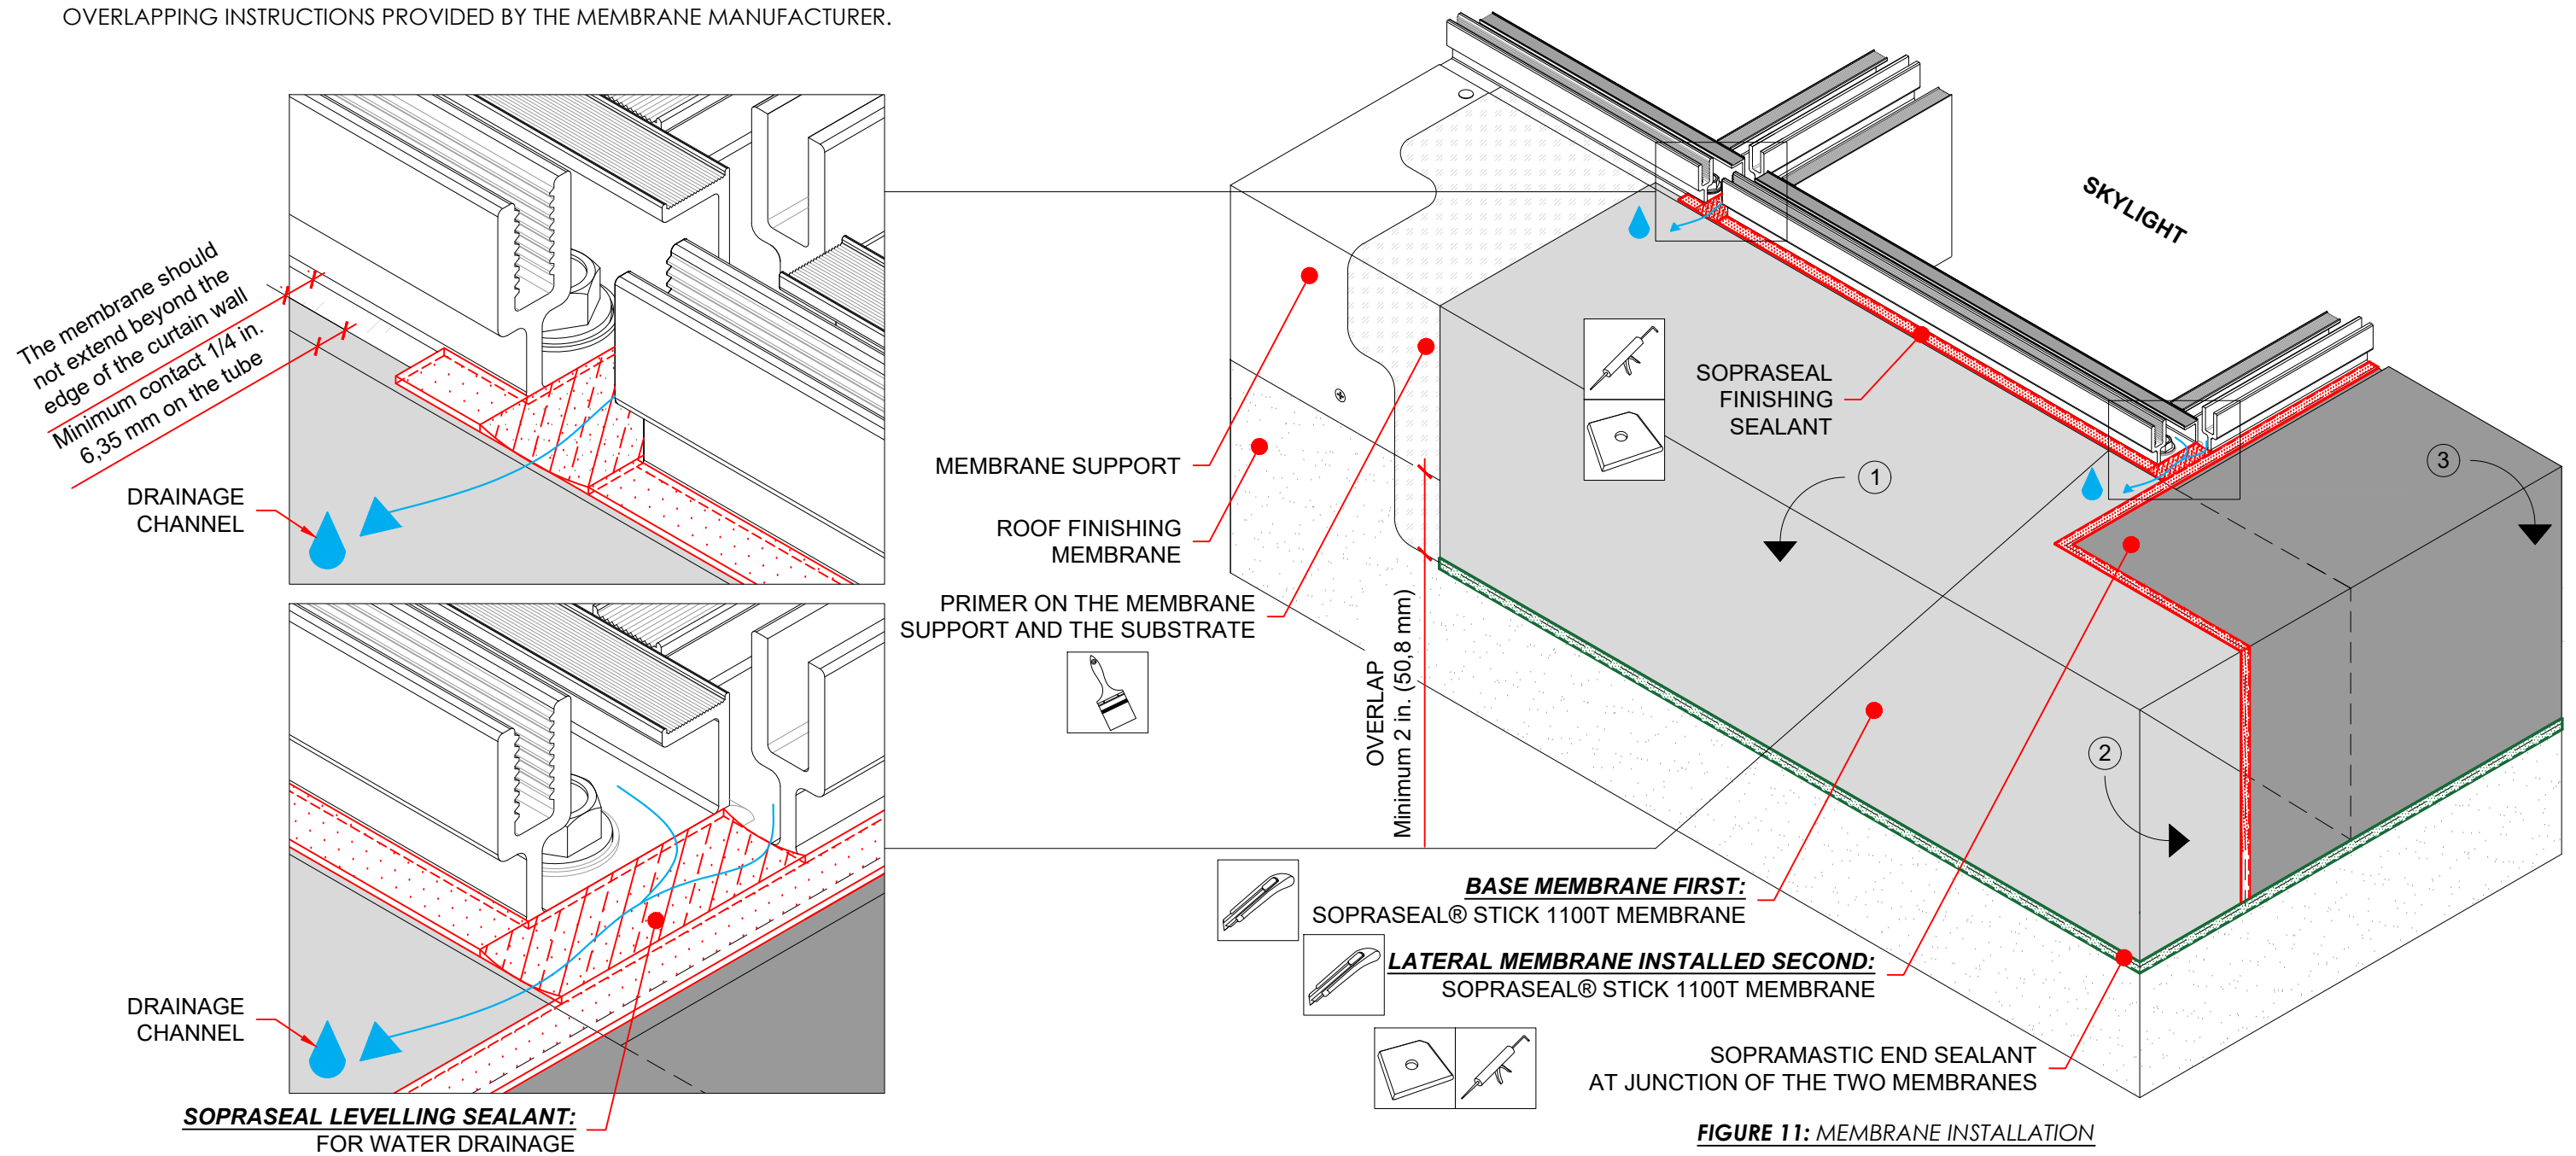 OVERLAPPING INSTRUCTIONS PROVIDED BY THE MEMBRANE MANUFACTURER.
The membrane should
not extend beyond the
edge of the curtain wall
Minimum contact 1/4 in.
6,35 mm on the tube
DRAINAGE
CHANNEL
DRAINAGE
CHANNEL
SOPRASEAL LEVELLING SEALANT:
FOR WATER DRAINAGE
SKYLIGHT
SOPRASEAL
FINISHING
SEALANT
MEMBRANE SUPPORT
ROOF FINISHING
MEMBRANE
PRIMER ON THE MEMBRANE
SUPPORT AND THE SUBSTRATE
OVERLAP
Minimum 2 in. (50,8 mm)
1
2
3
BASE MEMBRANE FIRST:
SOPRASEAL® STICK 1100T MEMBRANE
LATERAL MEMBRANE INSTALLED SECOND:
SOPRASEAL® STICK 1100T MEMBRANE
SOPRAMASTIC END SEALANT
AT JUNCTION OF THE TWO MEMBRANES
FIGURE 11: MEMBRANE INSTALLATION